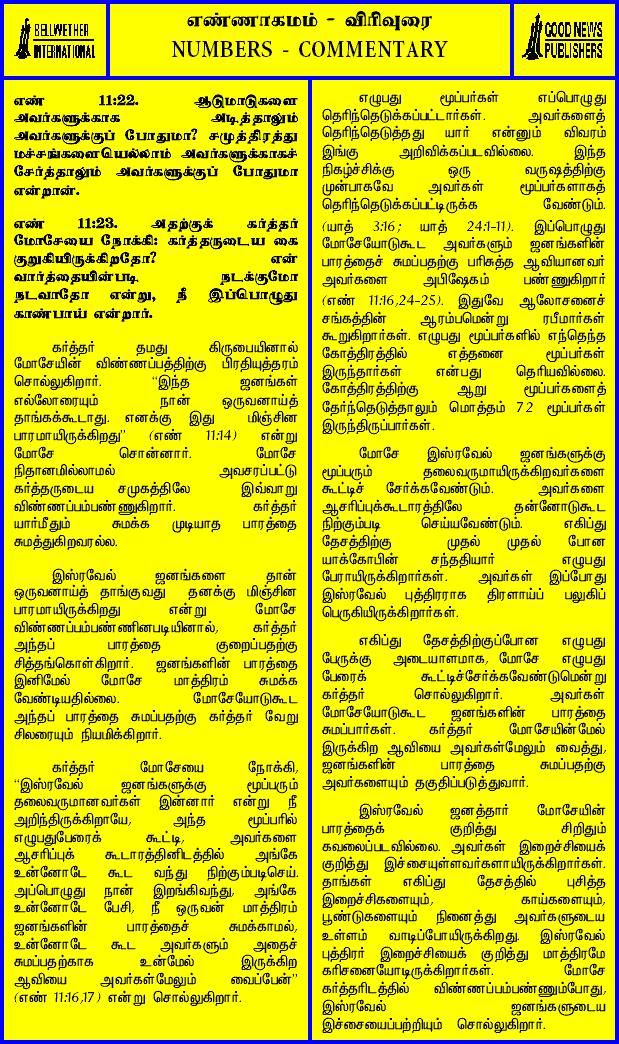 BELLWETHER
INTERNATIONAL
எண்ணாகமம் - விரிவுரை
NUMBERS - COMMENTARY
GOOD NEWS
PUBLISHERS
எண் 11:22. ஆடுமாடுகளை
அவர்களுக்காக அடித்தாலும்
அவர்களுக்குப் போதுமா? சமுத்திரத்து
மச்சங்களையெல்லாம் அவர்களுக்காகச்
சேர்த்தாலும் அவர்களுக்குப் போதுமா
என்றான்.
எண் 11:23. அதற்குக் கர்த்தர்
மோசேயை நோக்கி: கர்த்தருடைய கை
குறுகியிருக்கிறதோ? என்
வார்த்தையின்படி நடக்குமோ
நடவாதோ என்று, நீ இப்பொழுது
காண்பாய் என்றார்.
கர்த்தர் தமது கிருபையினால்
மோசேயின் விண்ணப்பத்திற்கு பிரதியுத்தரம்
சொல்லுகிறார். “இந்த ஜனங்கள்
எல்லோரையும் நான் ஒருவனாய்த்
தாங்கக்கூடாது. எனக்கு இது மிஞ்சின
பாரமாயிருக்கிறது” (எண் 11:14) என்று
மோசே சொன்னார். மோசே
நிதானமில்லாமல் அவசரப்பட்டு
கர்த்தருடைய சமுகத்திலே இவ்வாறு
விண்ணப்பம்பண்ணுகிறார். கர்த்தர்
யார்மீதும் சுமக்க முடியாத பாரத்தை
சுமத்துகிறவரல்ல.
இஸ்ரவேல் ஜனங்களை தான்
ஒருவனாய்த் தாங்குவது தனக்கு மிஞ்சின
பாரமாயிருக்கிறது என்று மோசே
விண்ணப்பம்பண்ணினபடியினால், கர்த்தர்
அந்தப் பாரத்தை குறைப்பதற்கு
சித்தங்கொள்கிறார். ஜனங்களின் பாரத்தை
இனிமேல் மோசே மாத்திரம் சுமக்க
வேண்டியதில்லை. மோசேயோடுகூட
அந்தப் பாரத்தை சுமப்பதற்கு கர்த்தர் வேறு
சிலரையும் நியமிக்கிறார்.
கர்த்தர் மோசேயை நோக்கி,
“இஸ்ரவேல் ஜனங்களுக்கு மூப்பரும்
தலைவருமானவர்கள் இன்னார் என்று நீ
அறிந்திருக்கிறாயே, அந்த மூப்பரில்
எழுபதுபேரைக் கூட்டி, அவர்களை
ஆசரிப்புக் கூடாரத்தினிடத்தில் அங்கே
உன்னோடே கூட வந்து நிற்கும்படிசெய்.
அப்பொழுது நான் இறங்கிவந்து, அங்கே
உன்னோடே பேசி, நீ ஒருவன் மாத்திரம்
ஜனங்களின் பாரத்தைச் சுமக்காமல்,
உன்னோடே கூட அவர்களும் அதைச்
சுமப்பதற்காக உன்மேல் இருக்கிற
ஆவியை அவர்கள்மேலும் வைப்பேன்”
(எண் 11:16,17) என்று சொல்லுகிறார்.
எழுபது மூப்பர்கள் எப்பொழுது
தெரிந்தெடுக்கப்பட்டார்கள். அவர்களைத்
தெரிந்தெடுத்தது யார் என்னும் விவரம்
இங்கு அறிவிக்கப்படவில்லை. இந்த
நிகழ்ச்சிக்கு ஒரு வருஷத்திற்கு
முன்பாகவே அவர்கள் மூப்பர்களாகத்
தெரிந்தெடுக்கப்பட்டிருக்க வேண்டும்.
(யாத் 3:16; யாத் 24:1-11). இப்பொழுது
மோசேயோடுகூட அவர்களும் ஜனங்களின்
பாரத்தைச் சுமப்பதற்கு பரிசுத்த ஆவியானவர்
அவர்களை அபிஷேகம் பண்ணுகிறார்
(எண் 11:16,24-25). இதுவே ஆலோசனைச்
சங்கத்தின் ஆரம்பமென்று ரபீமார்கள்
கூறுகிறார்கள். எழுபது மூப்பர்களில் எந்தெந்த
கோத்திரத்தில் எத்தனை மூப்பர்கள்
இருந்தார்கள் என்பது தெரியவில்லை.
கோத்திரத்திற்கு ஆறு மூப்பர்களைத்
தேர்ந்தெடுத்தாலும் மொத்தம் 72 மூப்பர்கள்
இருந்திருப்பார்கள்.
மோசே இஸ்ரவேல் ஜனங்களுக்கு
மூப்பரும் தலைவருமாயிருக்கிறவர்களை
கூட்டிச் சேர்க்கவேண்டும். அவர்களை
ஆசரிப்புக்கூடாரத்திலே தன்னோடுகூட
நிற்கும்படி செய்யவேண்டும். எகிப்து
தேசத்திற்கு முதல் முதல் போன
யாக்கோபின் சந்ததியார் எழுபது
பேராயிருக்கிறார்கள். அவர்கள் இப்போது
இஸ்ரவேல் புத்திரராக திரளாய்ப் பலுகிப்
பெருகியிருக்கிறார்கள்.
எகிப்து தேசத்திற்குப்போன எழுபது
பேருக்கு அடையாளமாக, மோசே எழுபது
பேரைக் கூட்டிச்சேர்க்கவேண்டுமென்று
கர்த்தர் சொல்லுகிறார். அவர்கள்
மோசேயோடுகூட ஜனங்களின் பாரத்தை
சுமப்பார்கள். கர்த்தர் மோசேயின்மேல்
இருக்கிற ஆவியை அவர்கள்மேலும் வைத்து,
ஜனங்களின் பாரத்தை சுமப்பதற்கு
அவர்களையும் தகுதிப்படுத்துவார்.
இஸ்ரவேல் ஜனத்தார் மோசேயின்
பாரத்தைக் குறித்து சிறிதும்
கவலைப்படவில்லை. அவர்கள் இறைச்சியைக்
குறித்து இச்சையுள்ளவர்களாயிருக்கிறார்கள்.
தாங்கள் எகிப்து தேசத்தில் புசித்த
இறைச்சிகளையும், காய்களையும்,
பூண்டுகளையும் நினைத்து அவர்களுடைய
உள்ளம் வாடிப்போயிருக்கிறது. இஸ்ரவேல்
புத்திரர் இறைச்சியைக் குறித்து மாத்திரமே
கரிசனையோடிருக்கிறார்கள். மோசே
கர்த்தரிடத்தில் விண்ணப்பம்பண்ணும்போது,
இஸ்ரவேல் ஜனங்களுடைய
இச்சையைப்பற்றியும் சொல்லுகிறார்.